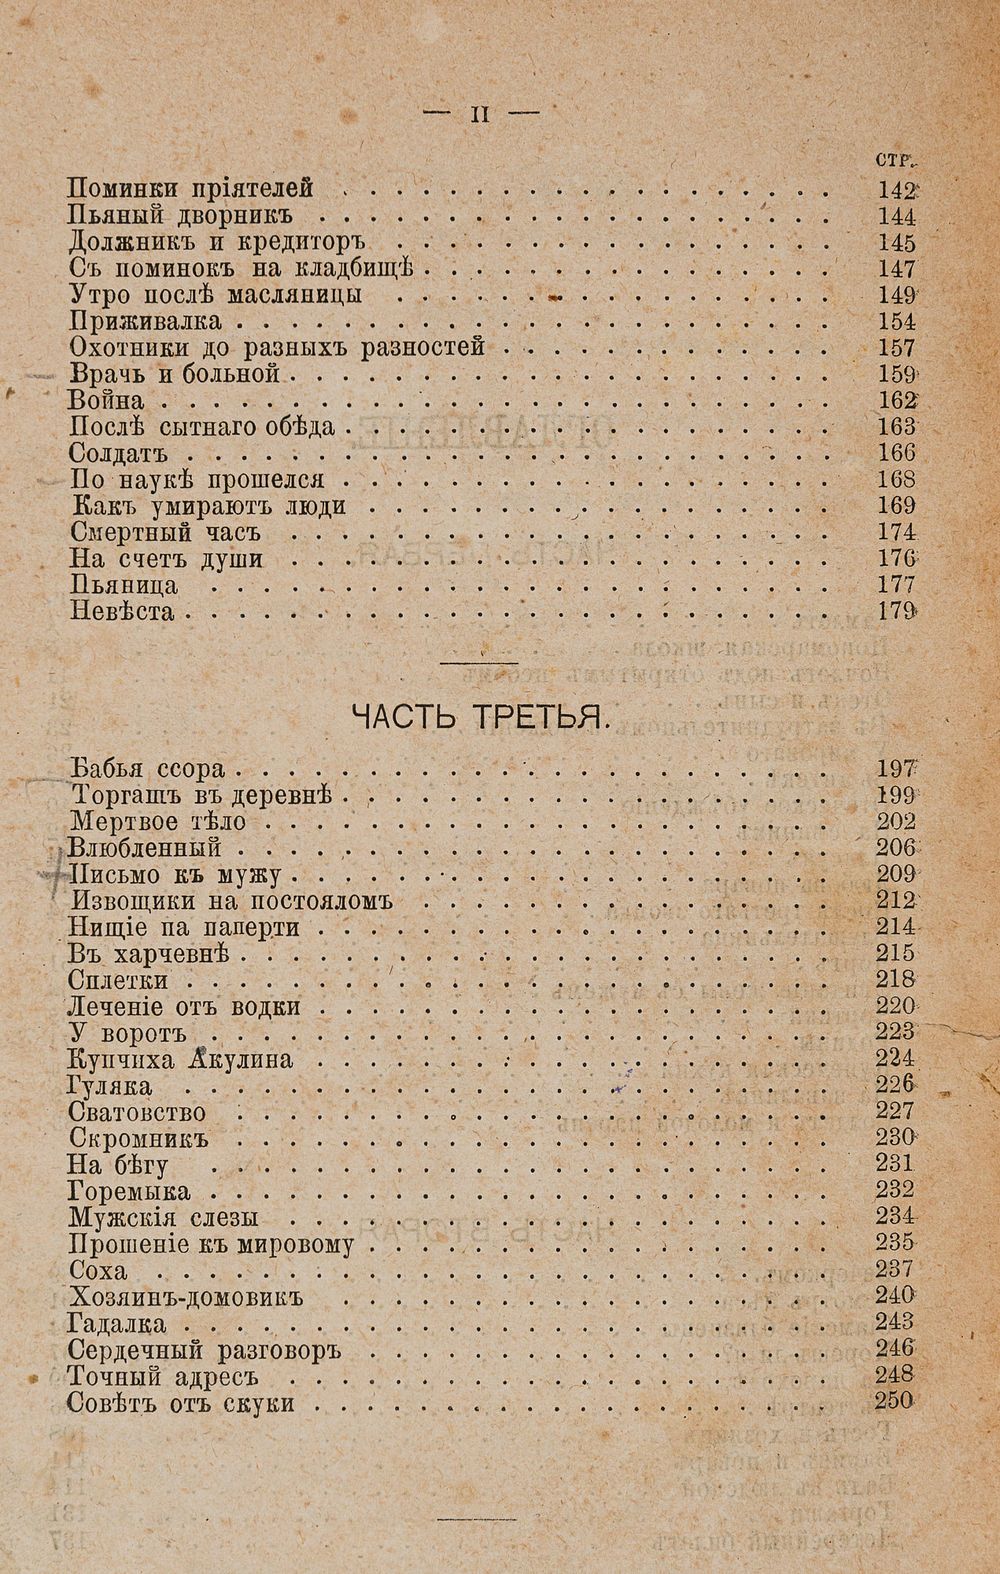 — II —
СТР.
Поминки пріятелей . . . . . . . . . . . . . . . . . . . 142
Пьяный дворникъ . . . . . . . . . . . . . . . . . . . . 144
Должникъ и кредиторъ . . . . . . . . . . . . . . . . . 145
Съ поминокъ на кладбищѣ . . . . . . . . . . . . . . . . 147
Утро послѣ масляницы . . . . . . . . . . . . . . . . . 149
Приживалка . . . . . . . . . . . . . . . . . . . . . . . 154
Охотники до разныхъ разностей . . . . . . . . . . . . . 157
Врачъ и больной . . . . . . . . . . . . . . . . . . . . . 159
Война . . . . . . . . . . . . . . . . . . . . . . . . . . 162
Послѣ сытнаго обѣда . . . . . . . . . . . . . . . . . . . 163
Солдатъ . . . . . . . . . . . . . . . . . . . . . . . . . 166
По наукѣ прошелся . . . . . . . . . . . . . . . . . . . 168
Какъ умираютъ люди . . . . . . . . . . . . . . . . . . 169
Смертный часъ . . . . . . . . . . . . . . . . . . . . . 174
На счетъ души . . . . . . . . . . . . . . . . . . . . . 176
Пьяница . . . . . . . . . . . . . . . . . . . . . . . . 177
Невѣста . . . . . . . . . . . . . . . . . . . . . . . . . 179
ЧАСТЬ ТРЕТЬЯ.
Бабья ссора . . . . . . . . . . . . . . . . . . . . . . . 197
Торгашъ въ деревнѣ . . . . . . . . . . . . . . . . . . . 199
Мертвое тѣло . . . . . . . . . . . . . . . . . . . . . . 202
Влюбленный . . . . . . . . . . . . . . . . . . . . . . . 206
Письмо къ мужу . . . . . . . . . . . . . . . . . . . . . 209
Извощики на постояломъ . . . . . . . . . . . . . . . . 212
Нищіе па паперти . . . . . . . . . . . . . . . . . . . . 214
Въ харчевнѣ . . . . . . . . . . . . . . . . . . . . . . . 215
Сплетки . . . . . . . . . . . . . . . . . . . . . . . . . 218
Леченіе отъ водки . . . . . . . . . . . . . . . . . . . . 220
У воротъ . . . . . . . . . . . . . . . . . . . . . . . . 223
Купчиха Акулина . . . . . . . . . . . . . . . . . . . . 224
Гуляка . . . . . . . . . . . . . . . . . . . . . . . . . 226
Сватовство . . . . . . . . . . . . . . . . . . . . . . . 227
Скромникъ . . . . . . . . . . . . . . . . . . . . . . . 230
На бѣгу . . . . . . . . . . . . . . . . . . . . . . . . 231
Горемыка . . . . . . . . . . . . . . . . . . . . . . . . 232
Мужскія слезы . . . . . . . . . . . . . . . . . . . . . 234
Прошеніе къ мировому . . . . . . . . . . . . . . . . . . 235
Соха . . . . . . . . . . . . . . . . . . . . . . . . . . 237
Хозяинъ-домовикъ . . . . . . . . . . . . . . . . . . . 240
Гадалка . . . . . . . . . . . . . . . . . . . . . . . . . 243
Сердечный разговоръ . . . . . . . . . . . . . . . . . . 246
Точный адресъ . . . . . . . . . . . . . . . . . . . . . 248
Совѣтъ отъ скуки . . . . . . . . . . . . . . . . . . . . 250